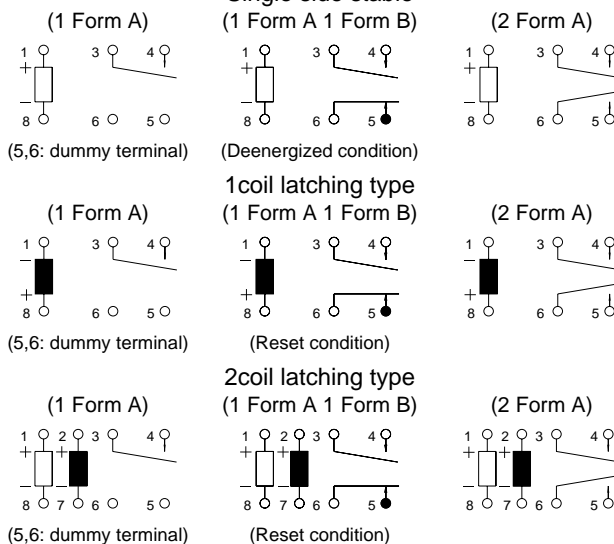 Single side stable
(1 Form A) (1 Form A 1 Form B) (2 Form A)
1 3 4 1 3 4 1 3 4
+ + +
– – –
8 6 5 8 6 5 8 6 5
(5,6: dummy terminal) (Deenergized condition)
1coil latching type
(1 Form A) (1 Form A 1 Form B) (2 Form A)
1 3 4 1 3 4 1 3 4
– – –
+ + +
8 6 5 8 6 5 8 6 5
(5,6: dummy terminal) (Reset condition)
2coil latching type
(1 Form A) (1 Form A 1 Form B) (2 Form A)
1 2 3 4 1 2 3 4 1 2 3 4
+ + + + + +
– – – – – –
8 7 6 5 8 7 6 5 8 7 6 5
(5,6: dummy terminal) (Reset condition)